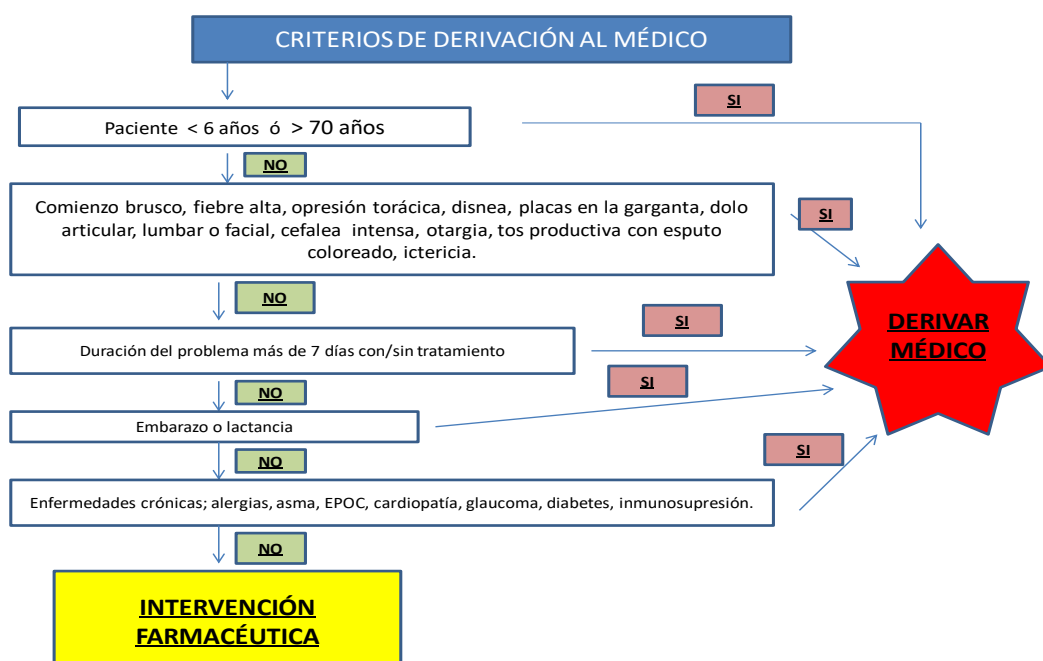 CRITERIOS DE DERIVACIÓN AL MÉDICO
SI
Paciente < 6 años ó > 70 años
NO
Comienzo brusco, fiebre alta, opresión torácica, disnea, placas en la garganta, dolo
articular, lumbar o facial, cefalea intensa, otargia, tos productiva con esputo
coloreado, ictericia.
SI
NO
DERIVAR
MÉDICO
SI
Duración del problema más de 7 días con/sin tratamiento
SI
NO
Embarazo o lactancia
SI
NO
Enfermedades crónicas; alergias, asma, EPOC, cardiopatía, glaucoma, diabetes, inmunosupresión.
NO
INTERVENCIÓN
FARMACÉUTICA